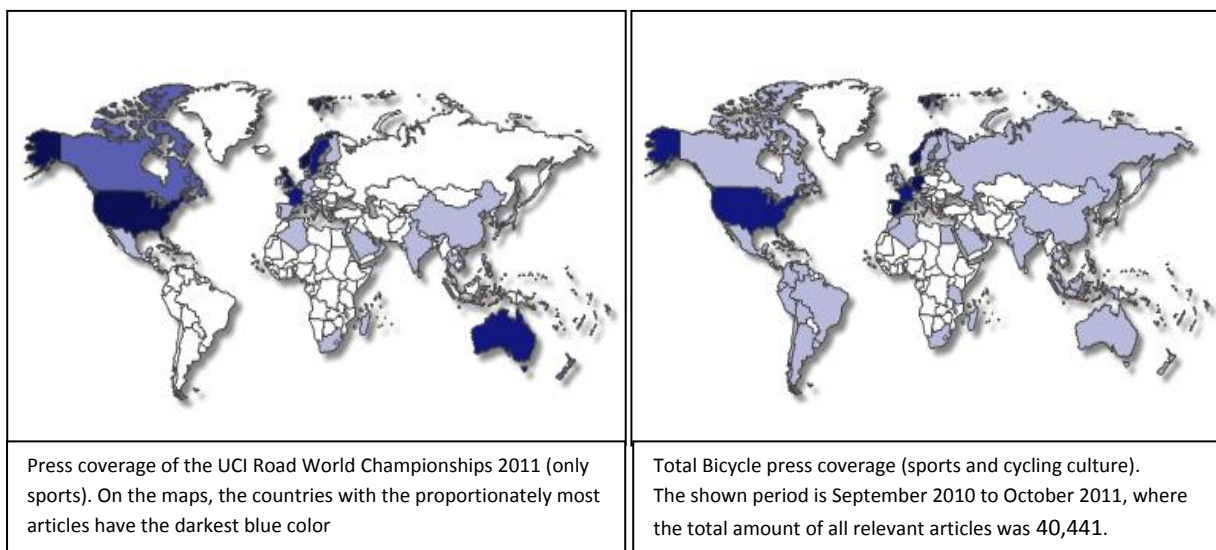 Press coverage of the UCI Road World Championships 2011 (only
sports). On the maps, the countries with the proportionately most
articles have the darkest blue color
Total Bicycle press coverage (sports and cycling culture).
The shown period is September 2010 to October 2011, where
the total amount of all relevant articles was 40,441.